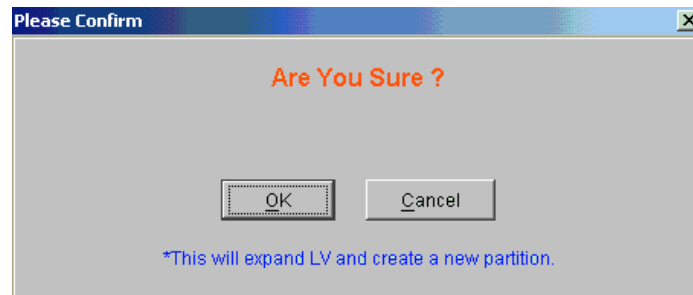 Please Confirm
Are You Sure ?
OK
Cancel
*This will expand LV and create a new partition.